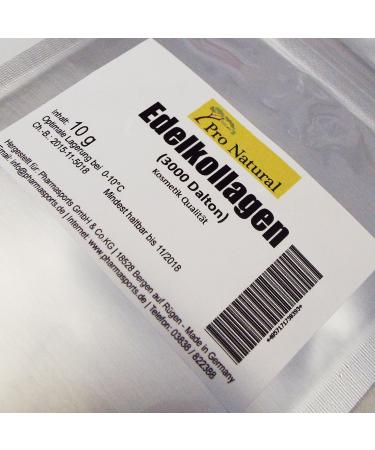 Pro Natural
Edelkollagen
(3000 Dalton)
Kosmetik Qualität
Inhalt: 10 g
Optimale Lagerung bei 0-10°C
Ch.-B.: 2015-11-5018
Mindest haltbar bis 11/2018
Hergestellt für: Pharmasports GmbH & Co.KG | 18528 Bergen auf Rügen - Made in Germany
Email: info@pharmasports.de | Internet: www.pharmasports.de | Telefon: 03838 / 822388